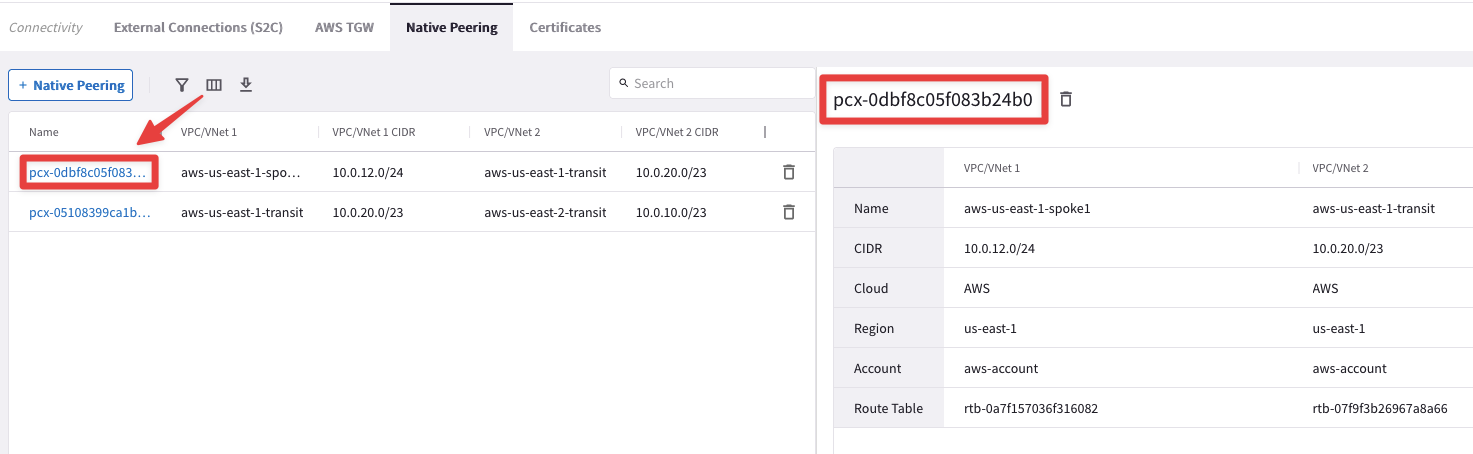 Connectivity External Connections (S2C) AWS TGW Native Peering Certificates
+ Native Peering Search
Name VPC/VNet 1 VPC/VNet 1 CIDR VPC/VNet 2 VPC/VNet 2 CIDR
pcx-0dbf8c05f083... aws-us-east-1-spo... 10.0.12.0/24 aws-us-east-1-transit 10.0.20.0/23
pcx-05108399ca1b... aws-us-east-1-transit 10.0.20.0/23 aws-us-east-2-transit 10.0.10.0/23
pcx-0dbf8c05f083b24b0
VPC/VNet 1 VPC/VNet 2
Name aws-us-east-1-spoke1 aws-us-east-1-transit
CIDR 10.0.12.0/24 10.0.20.0/23
Cloud AWS AWS
Region us-east-1 us-east-1
Account aws-account aws-account
Route Table rtb-0a7f157036f316082 rtb-07f9f3b26967a8a66